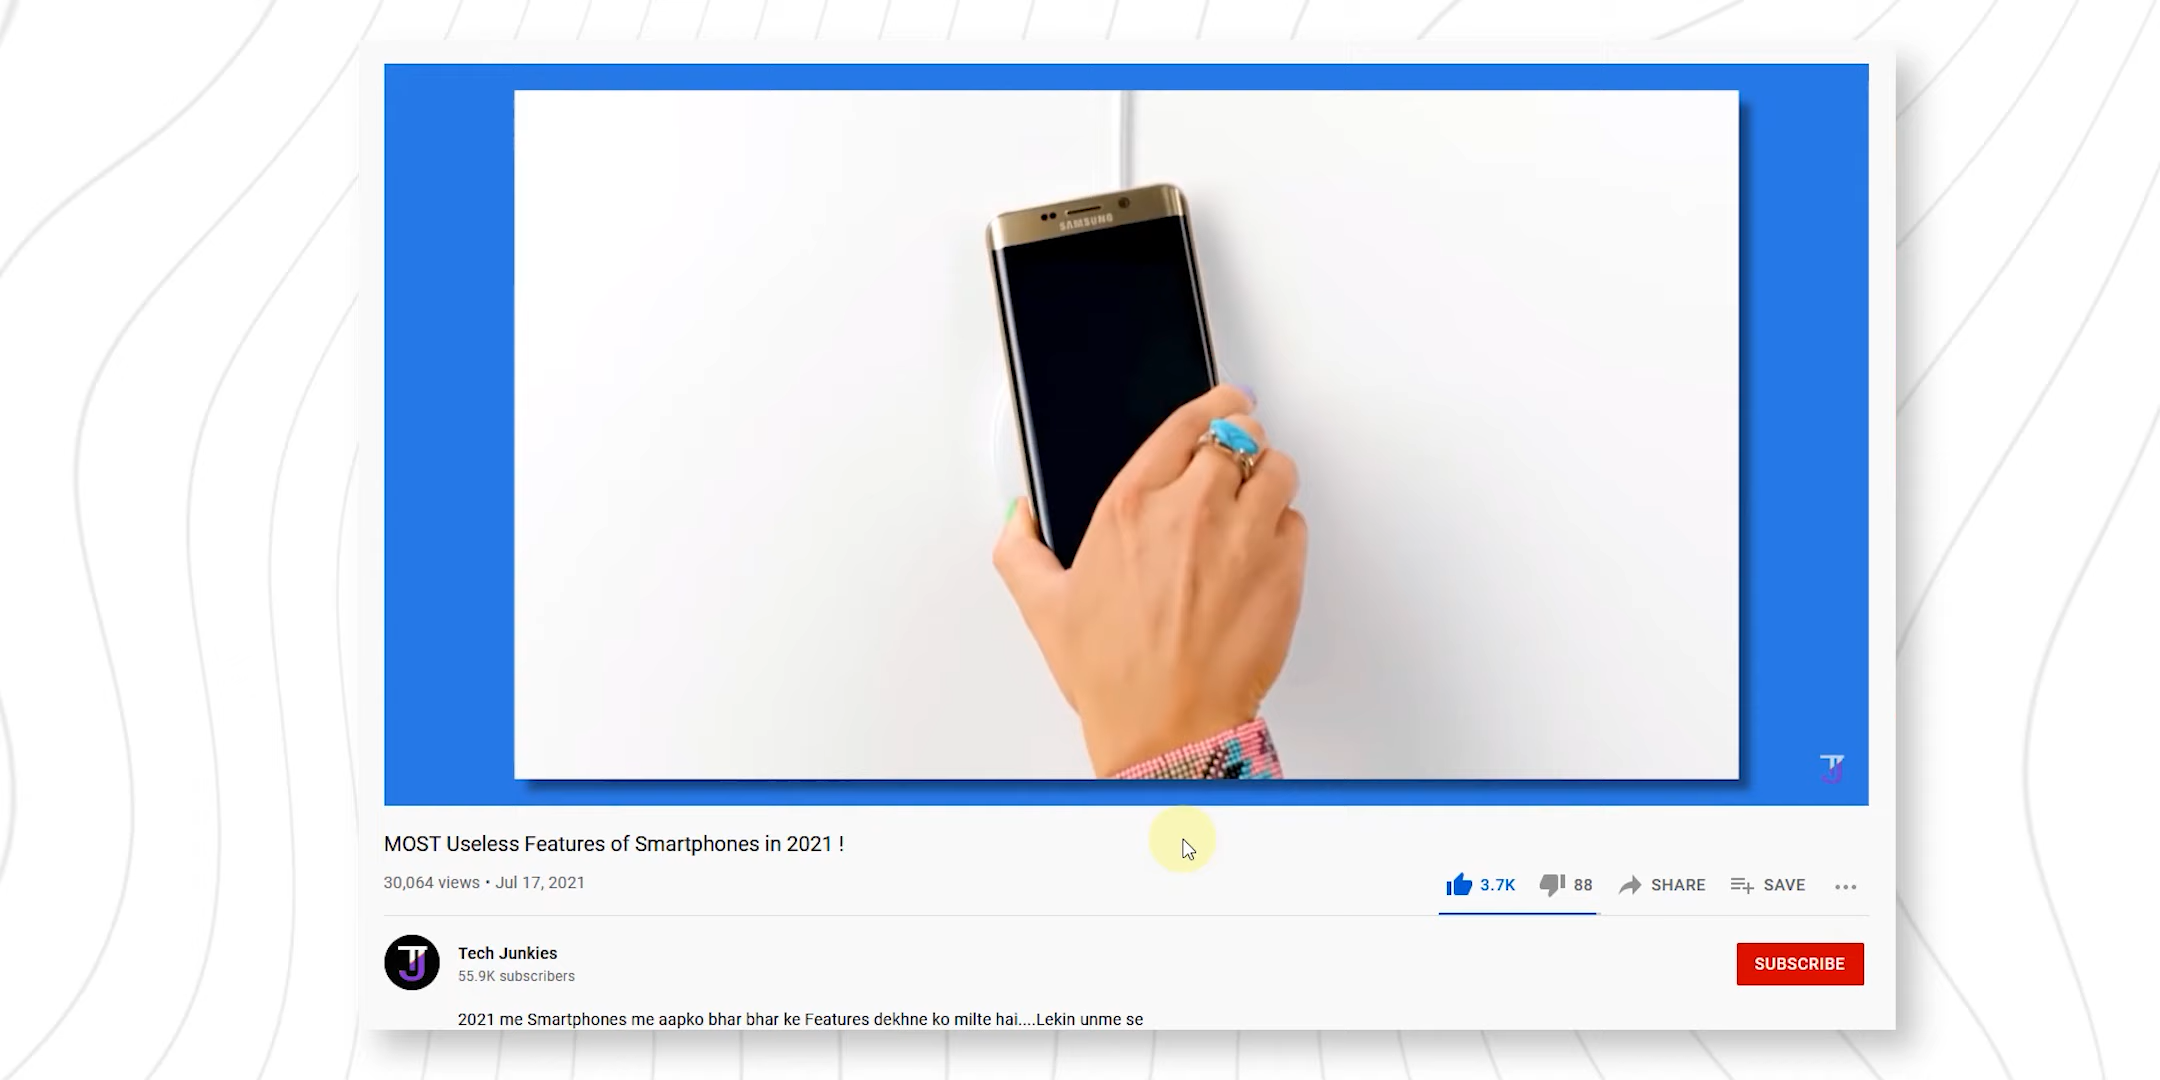 SAMSUNG
TJ
MOST Useless Features of Smartphones in 2021 !
30,064 views • Jul 17, 2021
3.7K 88 SHARE SAVE
TJ
Tech Junkies
55.9K subscribers
SUBSCRIBE
2021 me Smartphones me aapko bhar bhar ke Features dekhne ko milte hai....Lekin unme se